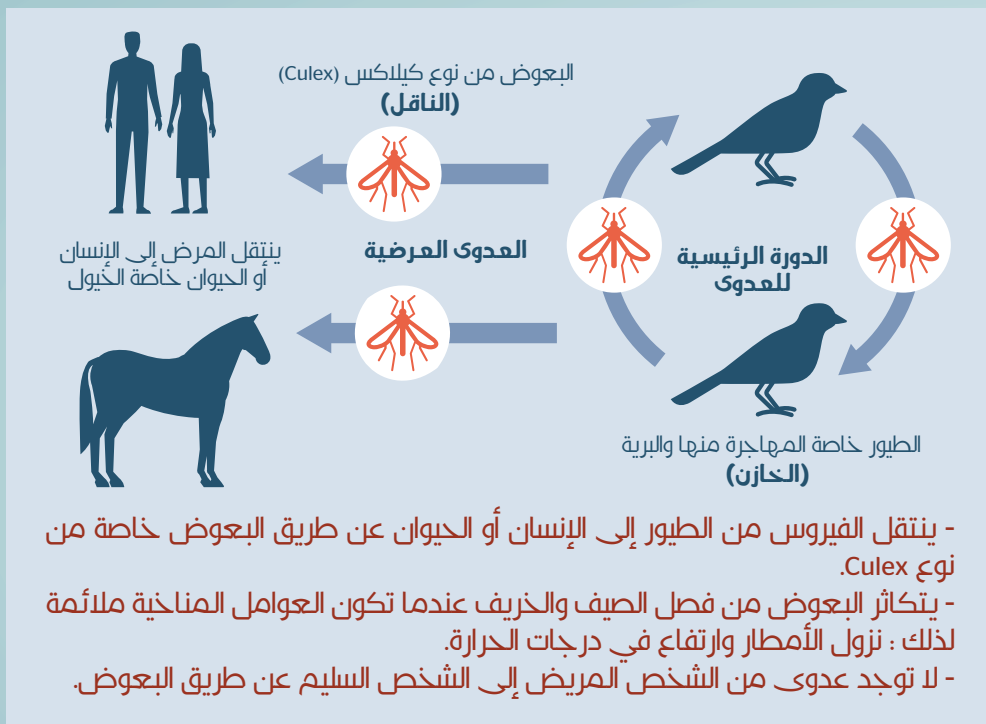 البعوض من نوع كيلاكس (Culex)
(الناقل)
ينتقل المرض إلى الإنسان
أو الحيوان خاصة الخيول
العدوى العرضية
الدورة الرئيسية
للعدوى
الطيور خاصة المهاجرة منها والبرية
(الخازن)
- ينتقل الفيروس من الطيور إلى الإنسان أو الحيوان عن طريق البعوض خاصة من
نوع Culex.
- يتكاثر البعوض من فصل الصيف والخريف عندما تكون العوامل المناخية ملائمة
لذلك : نزول الأمطار وارتفاع في درجات الحرارة.
- لا توجد عدوى من الشخص المريض إلى الشخص السليم عن طريق البعوض.